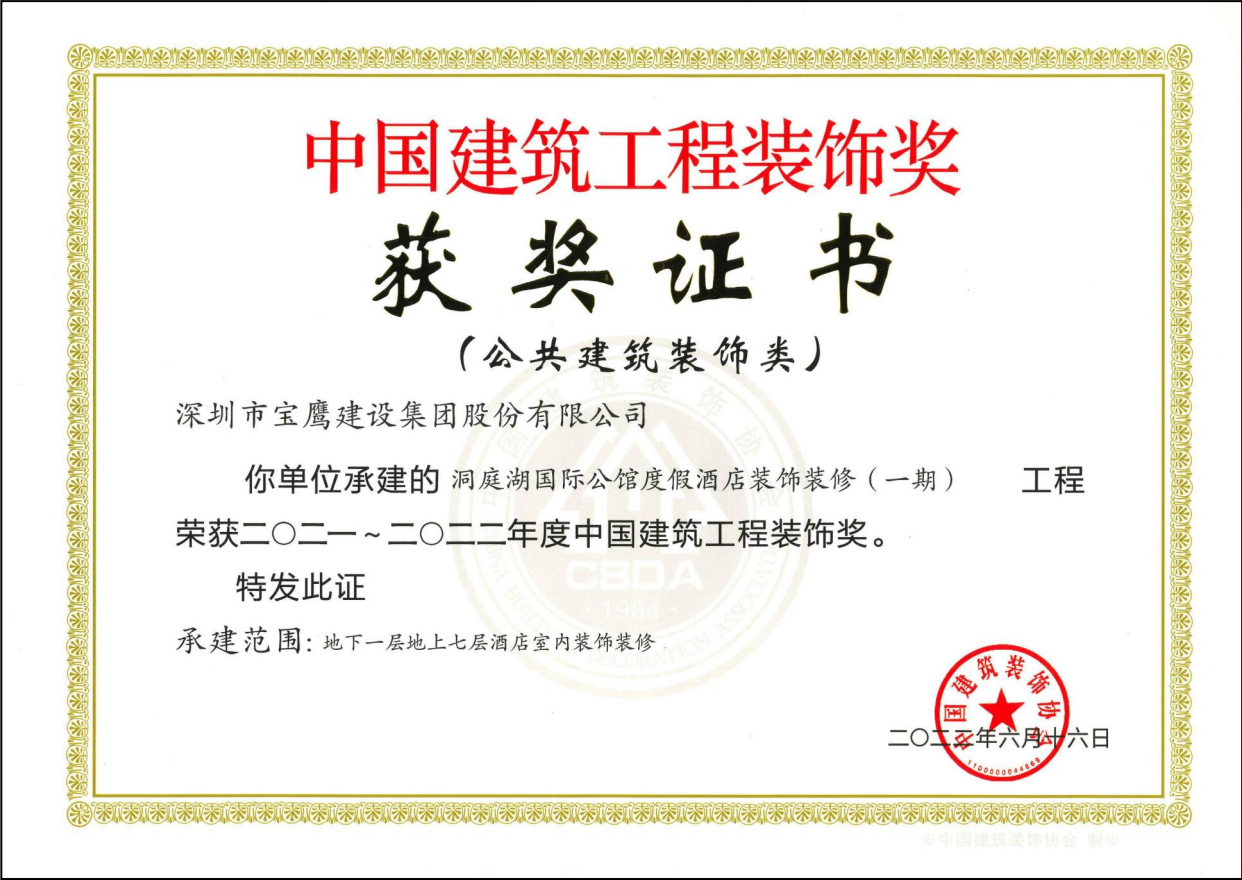 中国建筑工程装饰奖
获奖证书
（公共建筑装饰类）
深圳市宝鹰建设集团股份有限公司
你单位承建的 洞庭湖国际公馆度假酒店装饰装修（一期） 工程
荣获二〇二一～二〇二二年度中国建筑工程装饰奖。
特发此证
承建范围: 地下一层地上七层酒店室内装饰装修
中国建筑装饰协会
CBDA
·1984·
二〇二三年六月十六日
※中国建筑装饰协会 制※